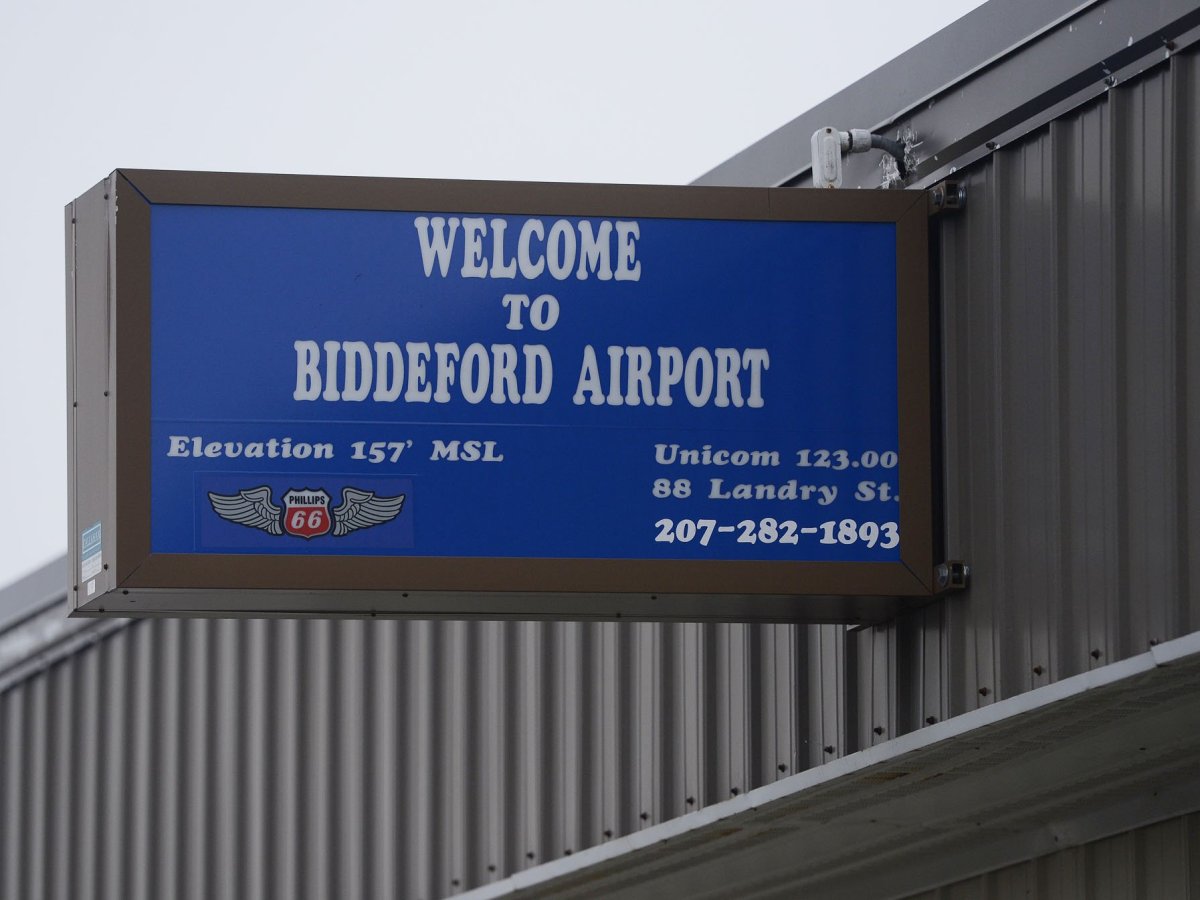 WELCOME
TO
BIDDEFORD AIRPORT
Elevation 157' MSL
Unicom 123.00
88 Landry St.
207-282-1893
PHILLIPS
66